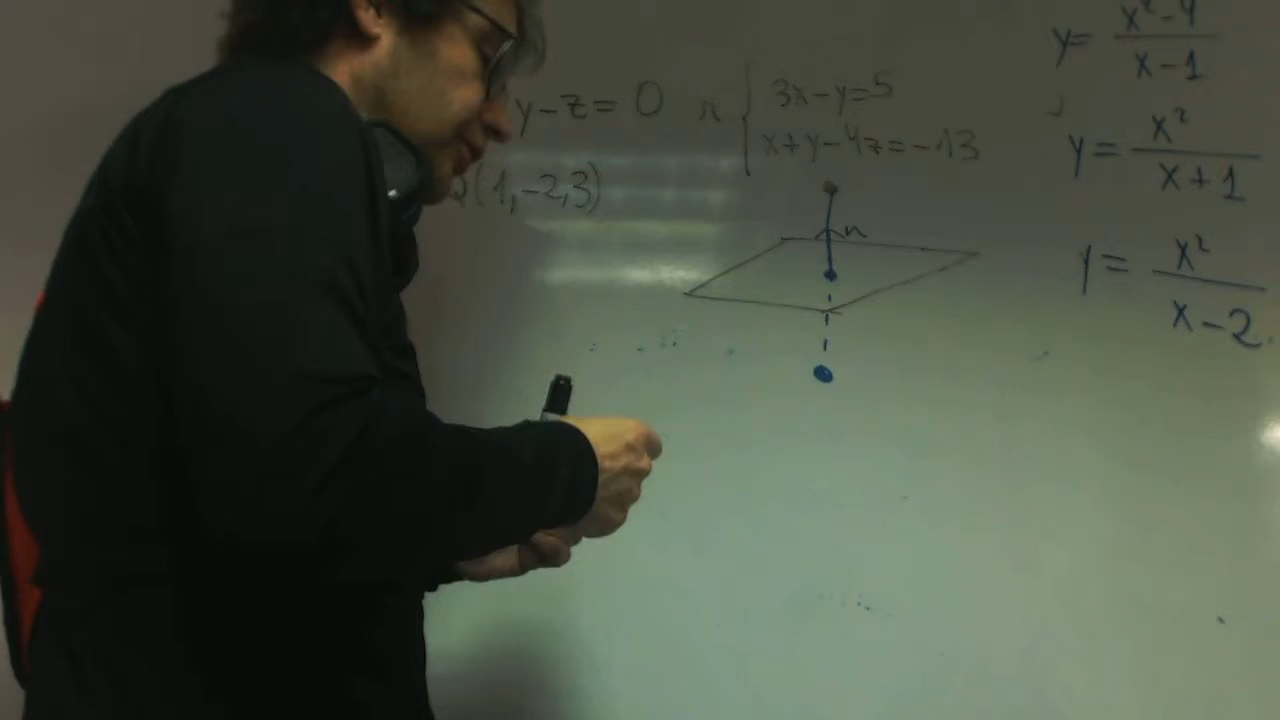 y-z=0 r { 3x-y=5
x+y-4z=-13
Q(1,-2,3)
n
y= x²-4
x-1
y= x²
x+1
y= x²
x-2